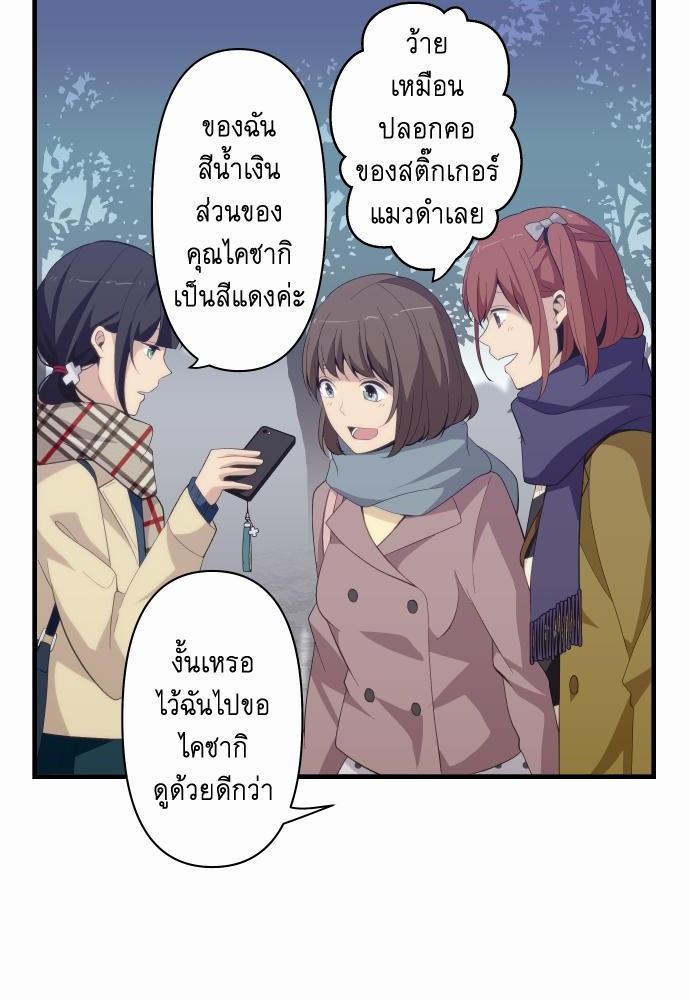 ว้าย
เหมือน
ปลอกคอ
ของสติ๊กเกอร์
แมวดำเลย
ของฉัน
สีน้ำเงิน
ส่วนของ
คุณไคซากิ
เป็นสีแดงค่ะ
งั้นเหรอ
ไว้ฉันไปขอ
ไคซากิ
ดูด้วยดีกว่า